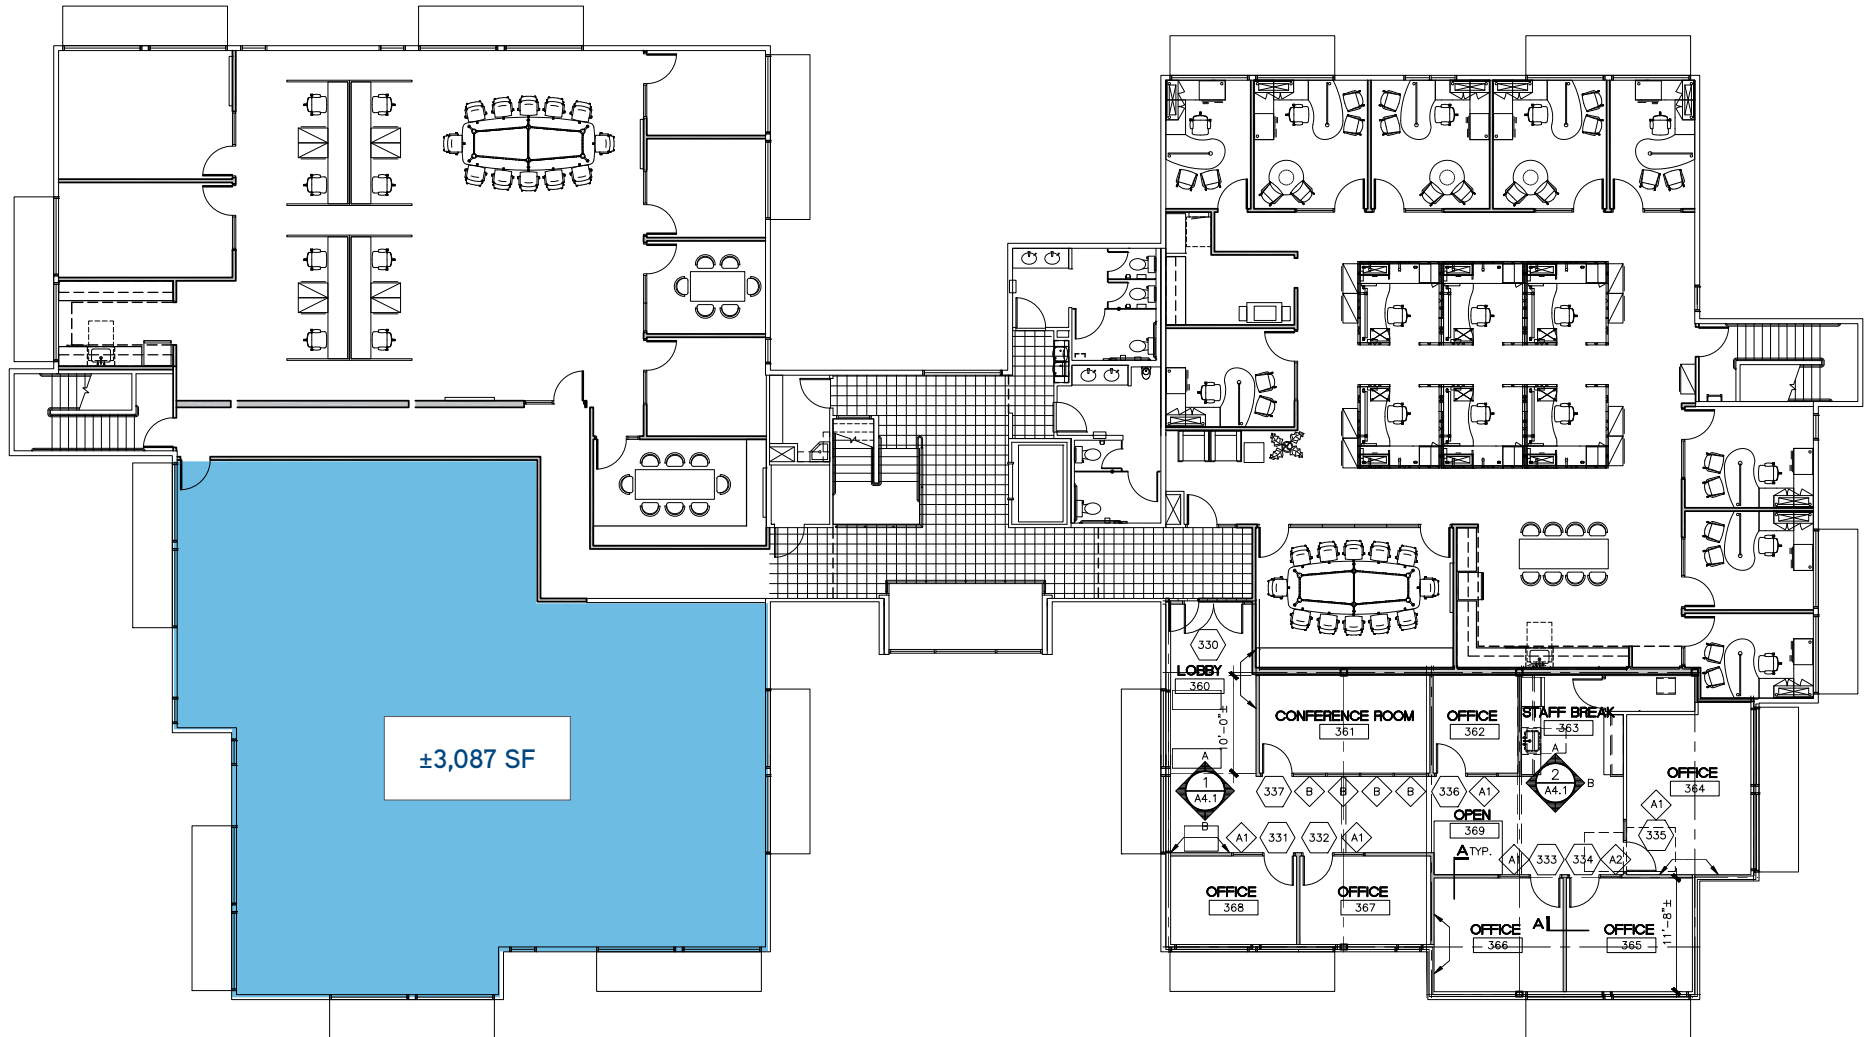 330
LOBBY
360
10'-0"±
CONFERENCE ROOM
361
OFFICE
362
STAFF BREAK
363
±3,087 SF
A
1
A4.1
B
337
B
B
B
B
336
A1
A
2
A4.1
B
OFFICE
364
A1
335
A1
331
332
A1
OPEN
369
A TYP.
A1
333
334
A2
OFFICE
368
OFFICE
367
OFFICE
366
A
OFFICE
365
11'-8"±